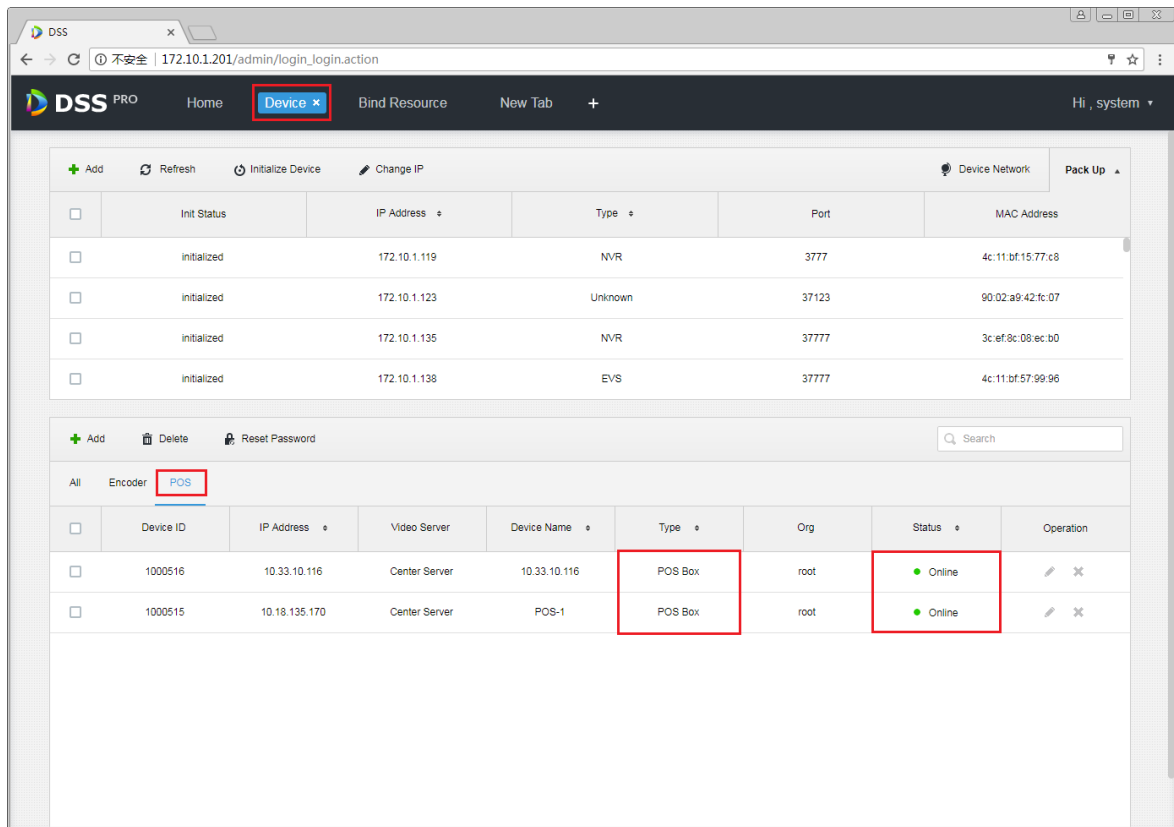 DSS
不安全 | 172.10.1.201/admin/login_login.action
DSS PRO Home Device × Bind Resource New Tab + Hi , system
Add Refresh Initialize Device Change IP Device Network Pack Up
Init Status IP Address Type Port MAC Address
initialized 172.10.1.119 NVR 3777 4c:11:bf:15:77:c8
initialized 172.10.1.123 Unknown 37123 90:02:a9:42:fc:07
initialized 172.10.1.135 NVR 37777 3c:ef:8c:08:ec:b0
initialized 172.10.1.138 EVS 37777 4c:11:bf:57:99:96
Add Delete Reset Password Search
All Encoder POS
Device ID IP Address Video Server Device Name Type Org Status Operation
1000516 10.33.10.116 Center Server 10.33.10.116 POS Box root Online
1000515 10.18.135.170 Center Server POS-1 POS Box root Online